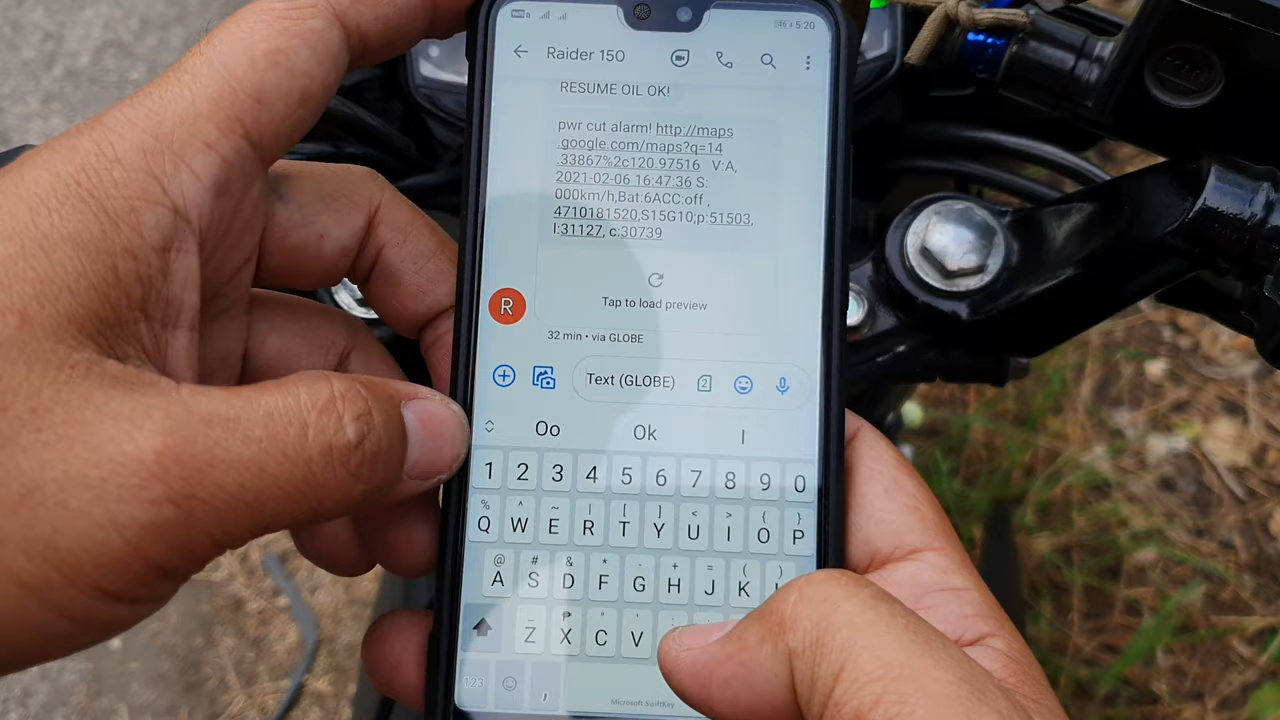 5:20
Raider 150
RESUME OIL OK!
pwr cut alarm! http://maps
.google.com/maps?q=14
.33867%2c120.97516 V:A,
2021-02-06 16:47:36 S:
000km/h,Bat:6ACC:off ,
4710181520,S15G10;p:51503,
l:31127, c:30739
Tap to load preview
R
32 min • via GLOBE
Text (GLOBE)
2
Oo Ok I
1 2 3 4 5 6 7 8 9 0
% ^ ~ | [ ] < > { }
Q W E R T Y U I O P
@ # & * - + = ( )
A S D F G H J K
Z X C V
123 ,
Microsoft SwiftKey